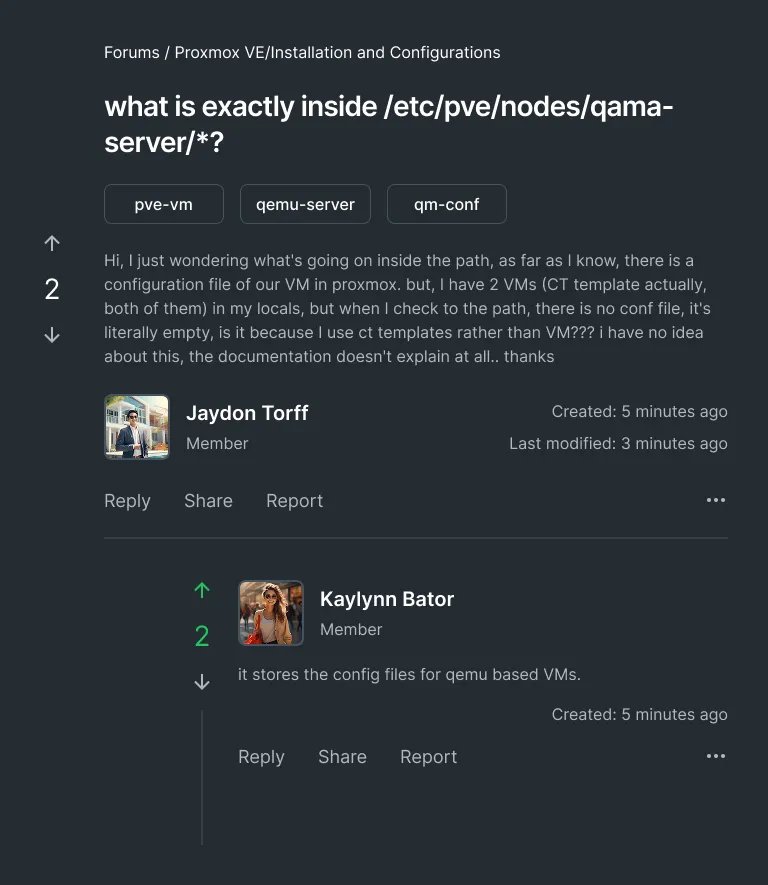 Forums / Proxmox VE/Installation and Configurations
what is exactly inside /etc/pve/nodes/qama-
server/*?
pve-vm
qemu-server
qm-conf
2
Hi, I just wondering what's going on inside the path, as far as I know, there is a
configuration file of our VM in proxmox. but, I have 2 VMs (CT template actually,
both of them) in my locals, but when I check to the path, there is no conf file, it's
literally empty, is it because I use ct templates rather than VM??? i have no idea
about this, the documentation doesn't explain at all.. thanks
Jaydon Torff
Member
Created: 5 minutes ago
Last modified: 3 minutes ago
Reply
Share
Report
2
Kaylynn Bator
Member
it stores the config files for qemu based VMs.
Created: 5 minutes ago
Reply
Share
Report